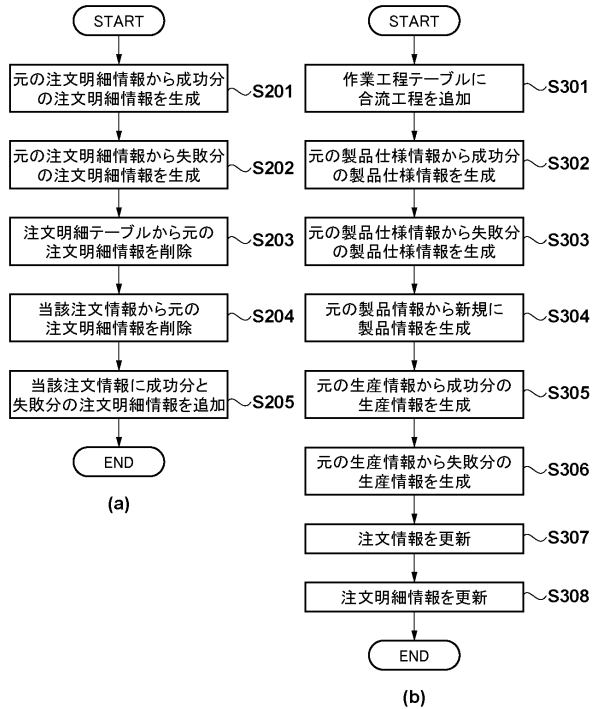 START
元の注文明細情報から成功分
の注文明細情報を生成
S201
元の注文明細情報から失敗分
の注文明細情報を生成
S202
注文明細テーブルから元の
注文明細情報を削除
S203
当該注文情報から元の
注文明細情報を削除
S204
当該注文情報に成功分と
失敗分の注文明細情報を追加
S205
END
(a)
START
作業工程テーブルに
合流工程を追加
S301
元の製品仕様情報から成功分
の製品仕様情報を生成
S302
元の製品仕様情報から失敗分
の製品仕様情報を生成
S303
元の製品情報から新規に
製品情報を生成
S304
元の生産情報から成功分の
生産情報を生成
S305
元の生産情報から失敗分の
生産情報を生成
S306
注文情報を更新
S307
注文明細情報を更新
S308
END
(b)